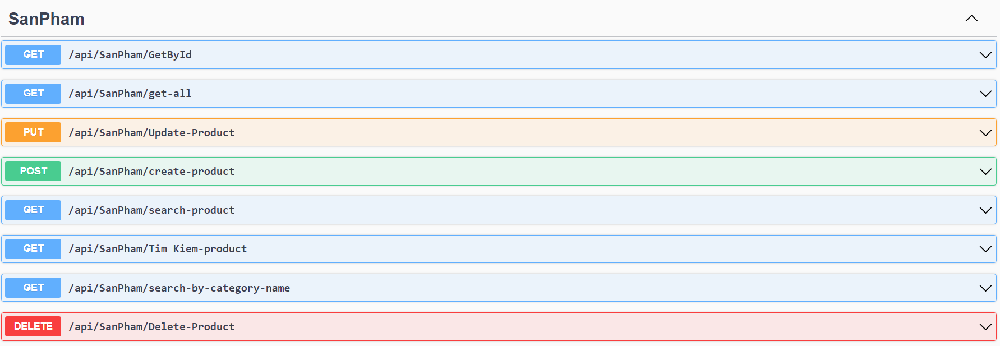 SanPham
GET /api/SanPham/GetById
GET /api/SanPham/get-all
PUT /api/SanPham/Update-Product
POST /api/SanPham/create-product
GET /api/SanPham/search-product
GET /api/SanPham/Tim Kiem-product
GET /api/SanPham/search-by-category-name
DELETE /api/SanPham/Delete-Product